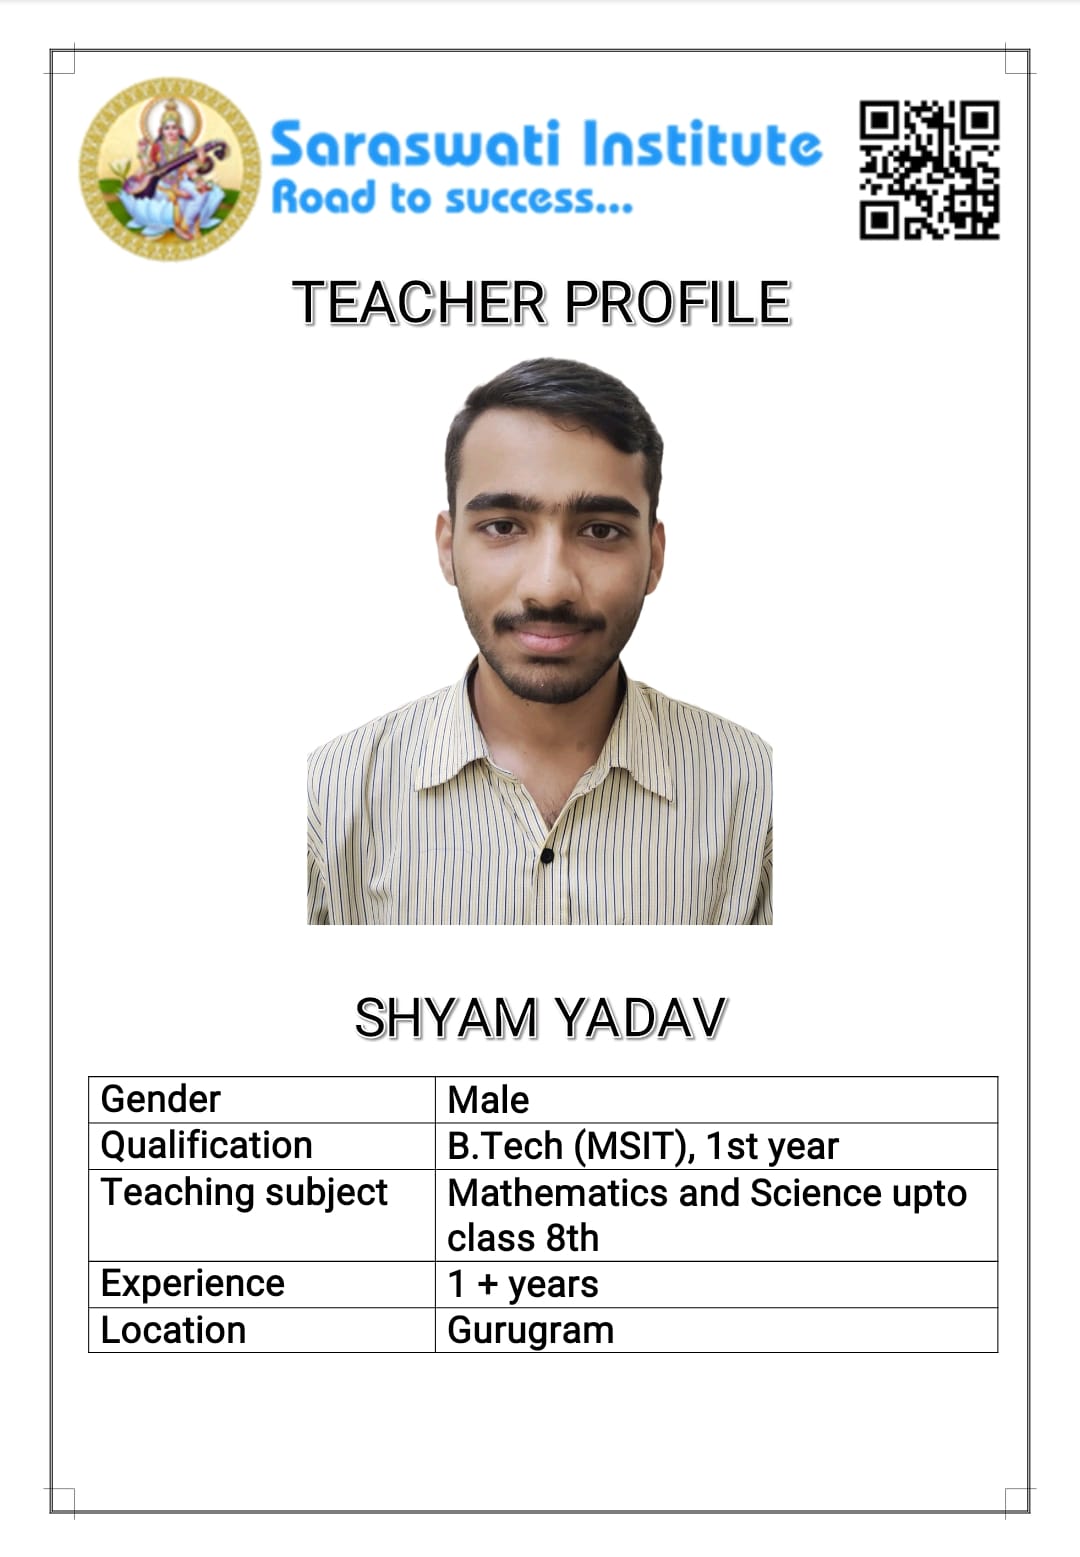 Saraswati Institute
Road to success...
TEACHER PROFILE
SHYAM YADAV
Gender Male
Qualification B.Tech (MSIT), 1st year
Teaching subject Mathematics and Science upto
class 8th
Experience 1 + years
Location Gurugram